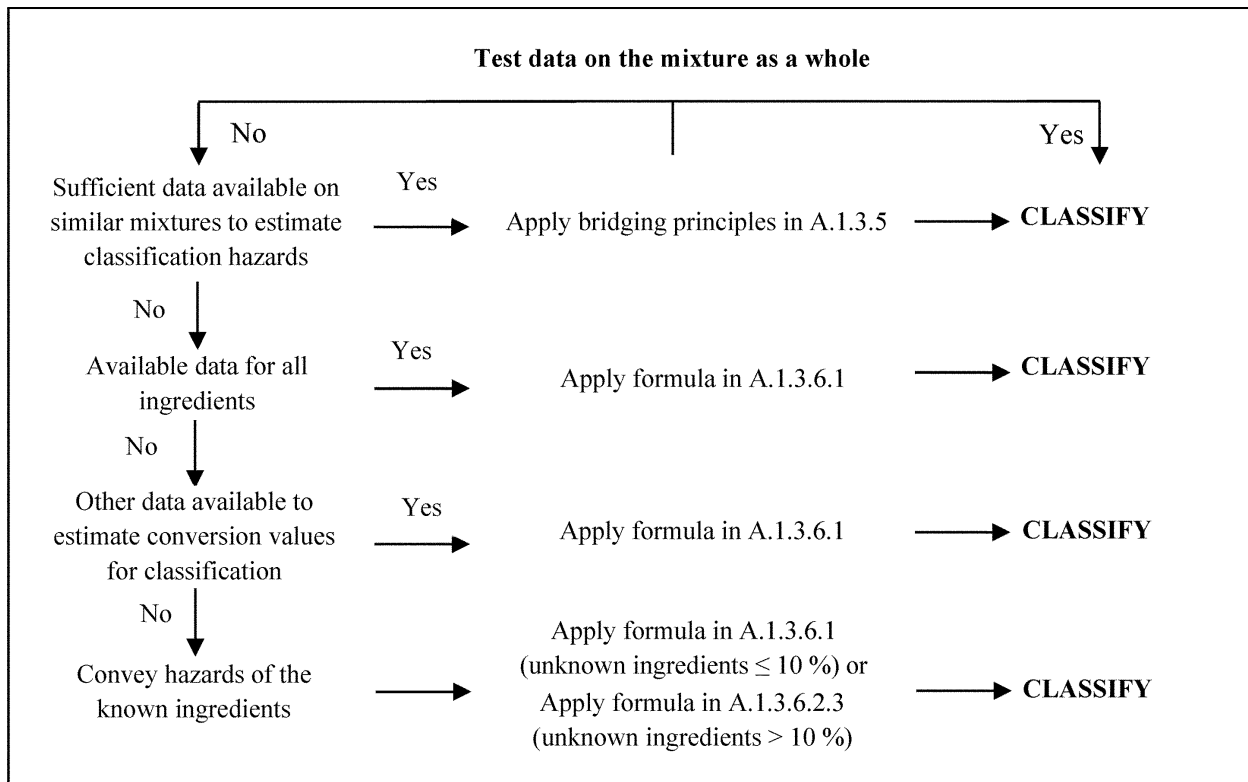 Test data on the mixture as a whole
No
Yes
Sufficient data available on
similar mixtures to estimate
classification hazards
Yes
Apply bridging principles in A.1.3.5
CLASSIFY
No
Available data for all
ingredients
Yes
Apply formula in A.1.3.6.1
CLASSIFY
No
Other data available to
estimate conversion values
for classification
Yes
Apply formula in A.1.3.6.1
CLASSIFY
No
Convey hazards of the
known ingredients
Apply formula in A.1.3.6.1
(unknown ingredients ≤ 10 %) or
Apply formula in A.1.3.6.2.3
(unknown ingredients > 10 %)
CLASSIFY